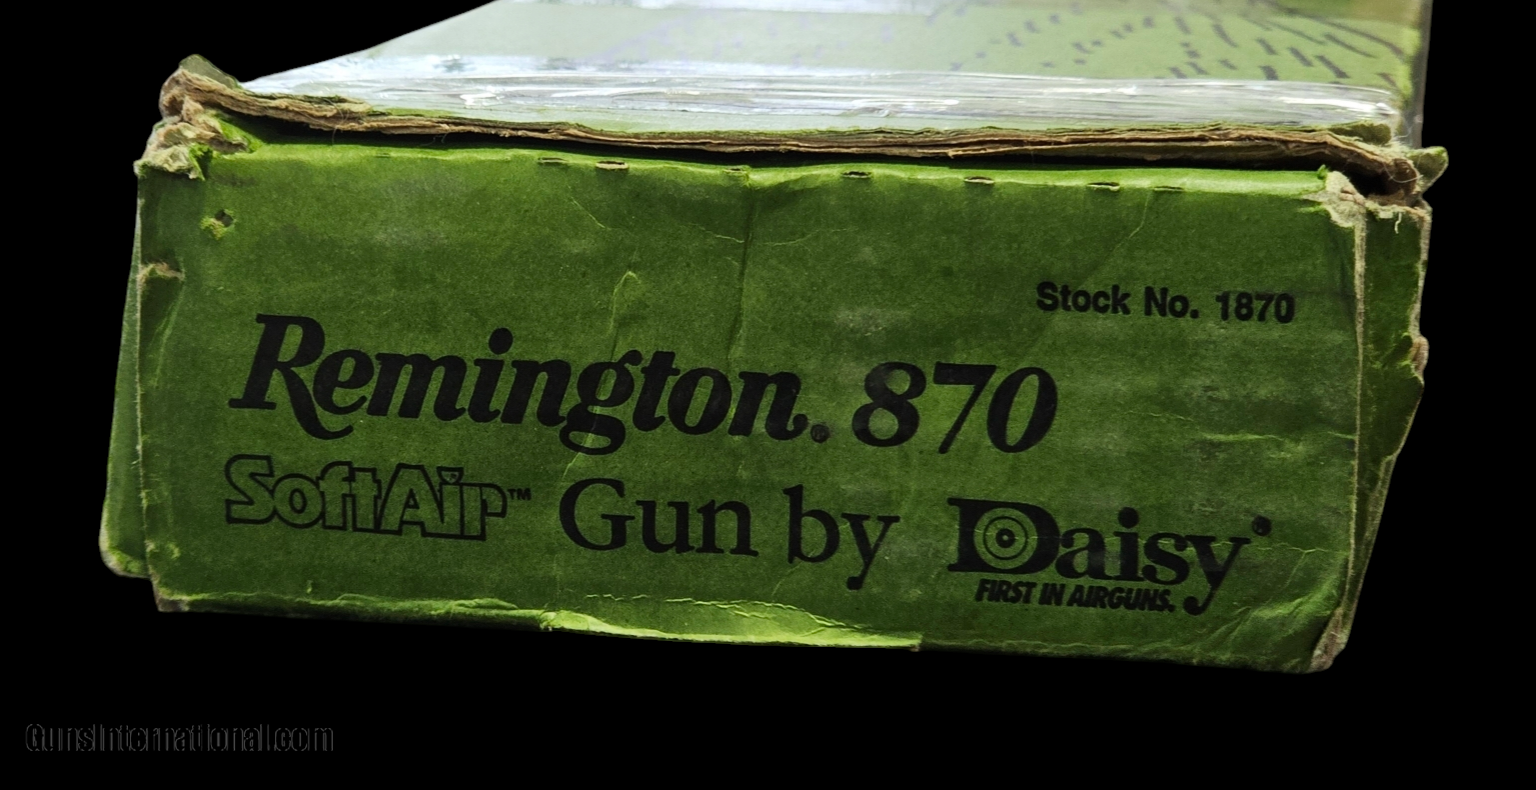 Stock No. 1870
Remington® 870
SoftAir™ Gun by Daisy®
FIRST IN AIRGUNS.
GunsInternational.com